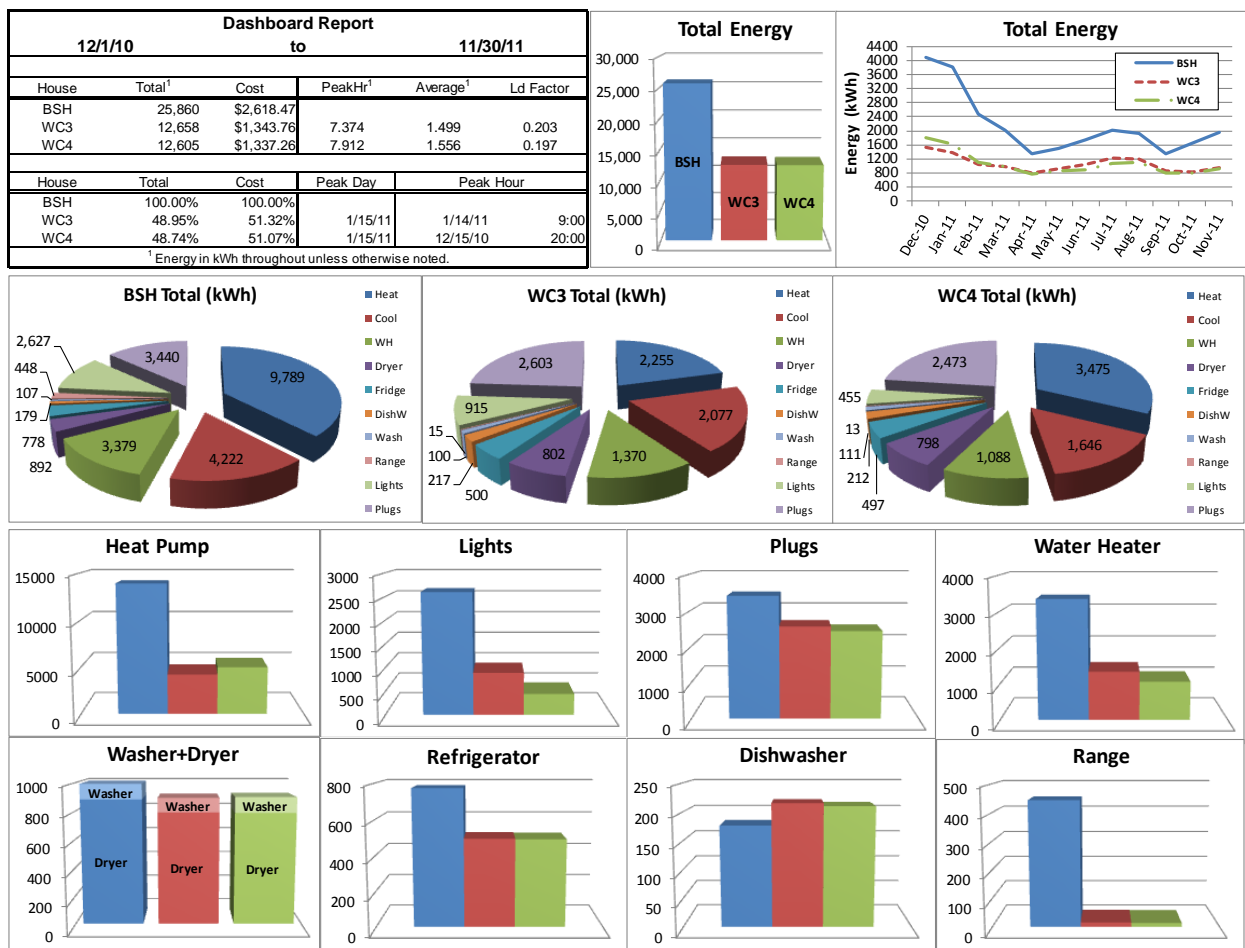 Dashboard Report
12/1/10 to 11/30/11
House Total1 Cost PeakHr1 Average1 Ld Factor
BSH 25,860 $2,618.47
WC3 12,658 $1,343.76 7.374 1.499 0.203
WC4 12,605 $1,337.26 7.912 1.556 0.197
House Total Cost Peak Day Peak Hour
BSH 100.00% 100.00%
WC3 48.95% 51.32% 1/15/11 1/14/11 9:00
WC4 48.74% 51.07% 1/15/11 12/15/10 20:00
1 Energy in kWh throughout unless otherwise noted.
Total Energy
30,000
25,000
20,000
15,000
10,000
5,000
0
BSH
WC3
WC4
Total Energy
Energy (kWh)
4400
4000
3600
3200
2800
2400
2000
1600
1200
800
400
0
BSH
WC3
WC4
Dec-10
Jan-11
Feb-11
Mar-11
Apr-11
May-11
Jun-11
Jul-11
Aug-11
Sep-11
Oct-11
Nov-11
BSH Total (kWh)
9,789
4,222
3,379
892
778
179
107
448
2,627
3,440
Heat
Cool
WH
Dryer
Fridge
DishW
Wash
Range
Lights
Plugs
WC3 Total (kWh)
2,255
2,077
1,370
802
500
217
100
15
915
2,603
Heat
Cool
WH
Dryer
Fridge
DishW
Wash
Range
Lights
Plugs
WC4 Total (kWh)
3,475
1,646
1,088
798
497
212
111
13
455
2,473
Heat
Cool
WH
Dryer
Fridge
DishW
Wash
Range
Lights
Plugs
Heat Pump
15000
10000
5000
0
Lights
3000
2500
2000
1500
1000
500
0
Plugs
4000
3000
2000
1000
0
Water Heater
4000
3000
2000
1000
0
Washer+Dryer
1000
800
600
400
200
0
Washer
Washer
Washer
Dryer
Dryer
Dryer
Refrigerator
800
600
400
200
0
Dishwasher
250
200
150
100
50
0
Range
500
400
300
200
100
0